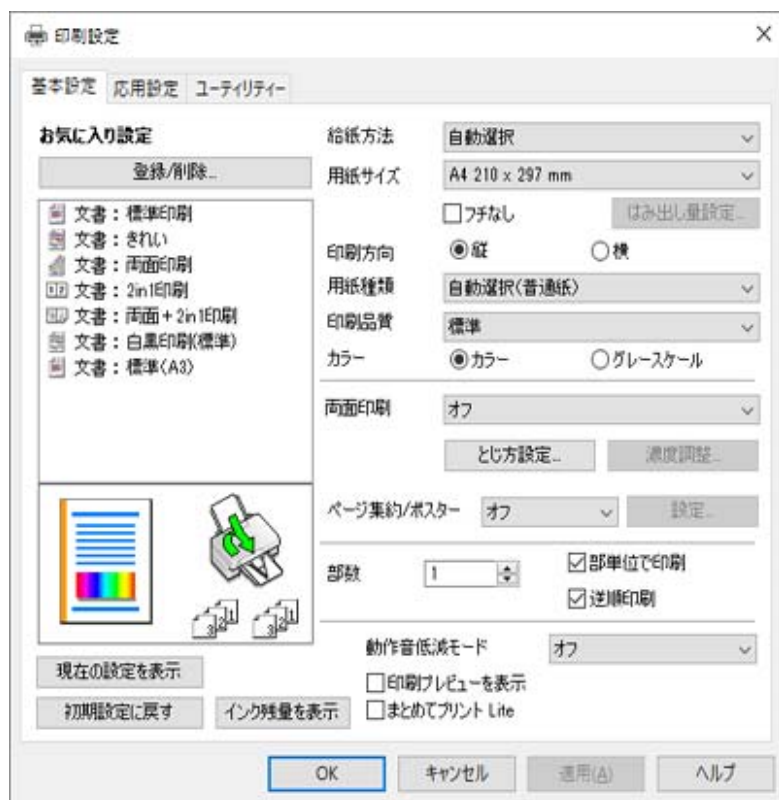 印刷設定
基本設定 応用設定 ユーティリティー
お気に入り設定
登録/削除...
文書：標準印刷
文書：きれい
文書：両面印刷
文書：2in1印刷
文書：両面＋2in1印刷
文書：白黒印刷(標準)
文書：標準(A3)
現在の設定を表示
初期設定に戻す インク残量を表示
給紙方法 自動選択
用紙サイズ A4 210 x 297 mm
フチなし はみ出し量設定...
印刷方向 縦 横
用紙種類 自動選択(普通紙)
印刷品質 標準
カラー カラー グレースケール
両面印刷 オフ
とじ方設定... 濃度調整...
ページ集約/ポスター オフ 設定...
部数 1 部単位で印刷
逆順印刷
動作音低減モード オフ
印刷プレビューを表示
まとめてプリント Lite
OK キャンセル 適用(A) ヘルプ